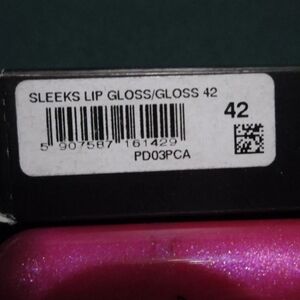 SLEEKS LIP GLOSS/GLOSS 42
42
5 907587 161429
PD03PCA